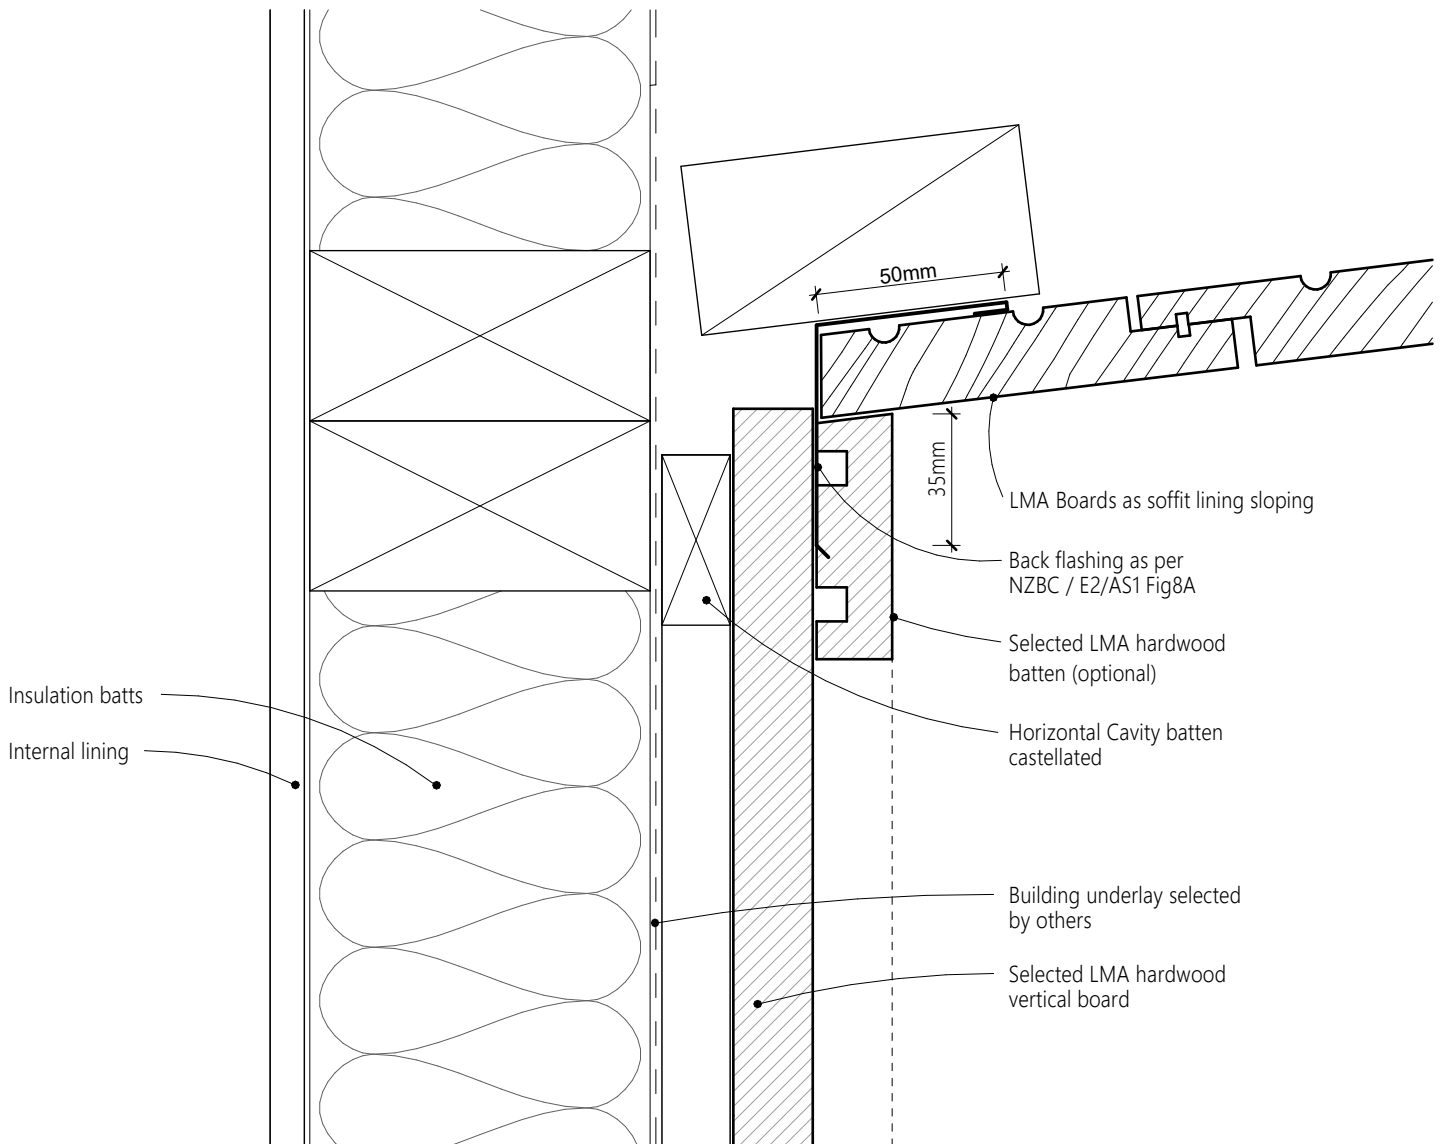 50mm
35mm
LMA Boards as soffit lining sloping
Back flashing as per
NZBC / E2/AS1 Fig8A
Selected LMA hardwood
batten (optional)
Insulation batts
Internal lining
Horizontal Cavity batten
castellated
Building underlay selected
by others
Selected LMA hardwood
vertical board